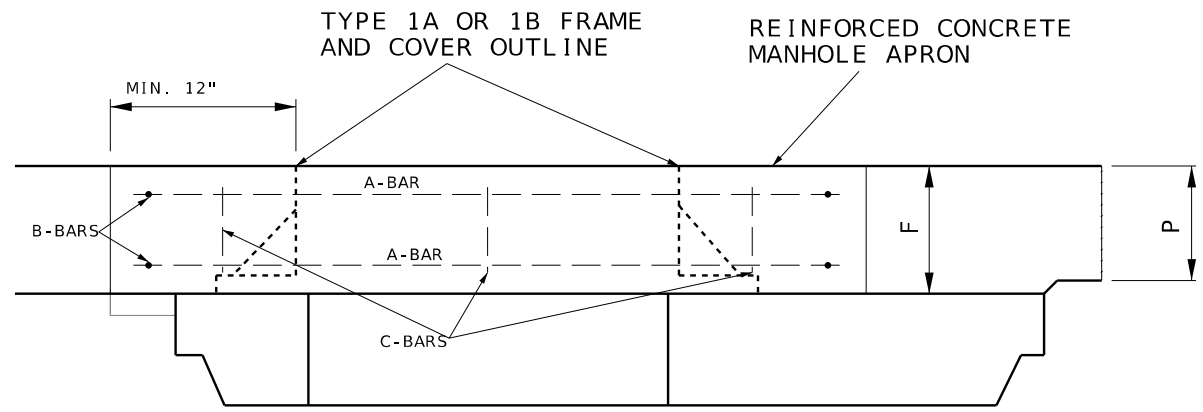 TYPE 1A OR 1B FRAME
AND COVER OUTLINE
REINFORCED CONCRETE
MANHOLE APRON
MIN. 12"
A-BAR
B-BARS
A-BAR
F
P
C-BARS